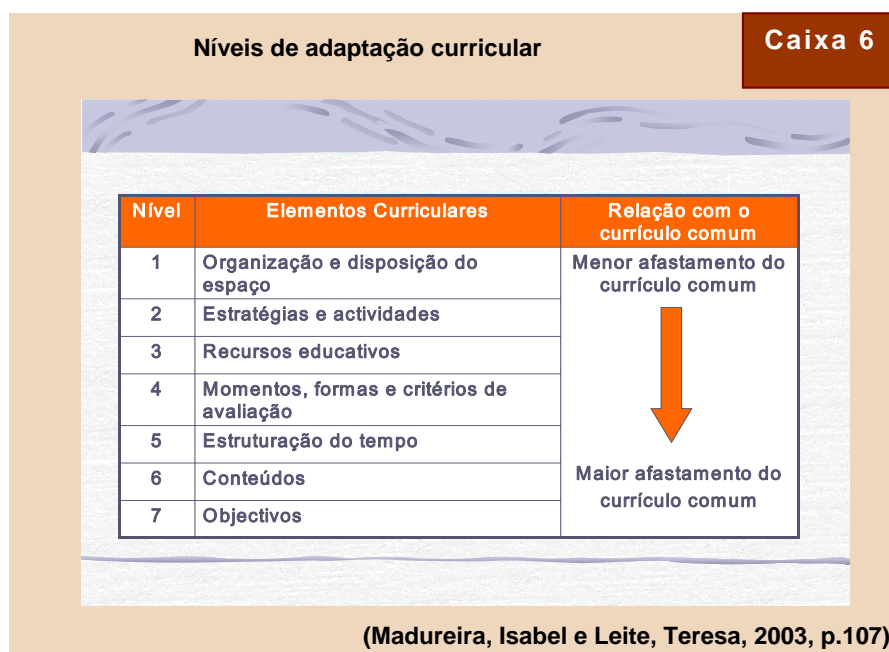 Níveis de adaptação curricular
Caixa 6
Nível
Elementos Curriculares
Relação com o
currículo comum
1
Organização e disposição do
espaço
Menor afastamento do
currículo comum
2
Estratégias e actividades
3
Recursos educativos
4
Momentos, formas e critérios de
avaliação
5
Estruturação do tempo
6
Conteúdos
Maior afastamento do
currículo comum
7
Objectivos
(Madureira, Isabel e Leite, Teresa, 2003, p.107)